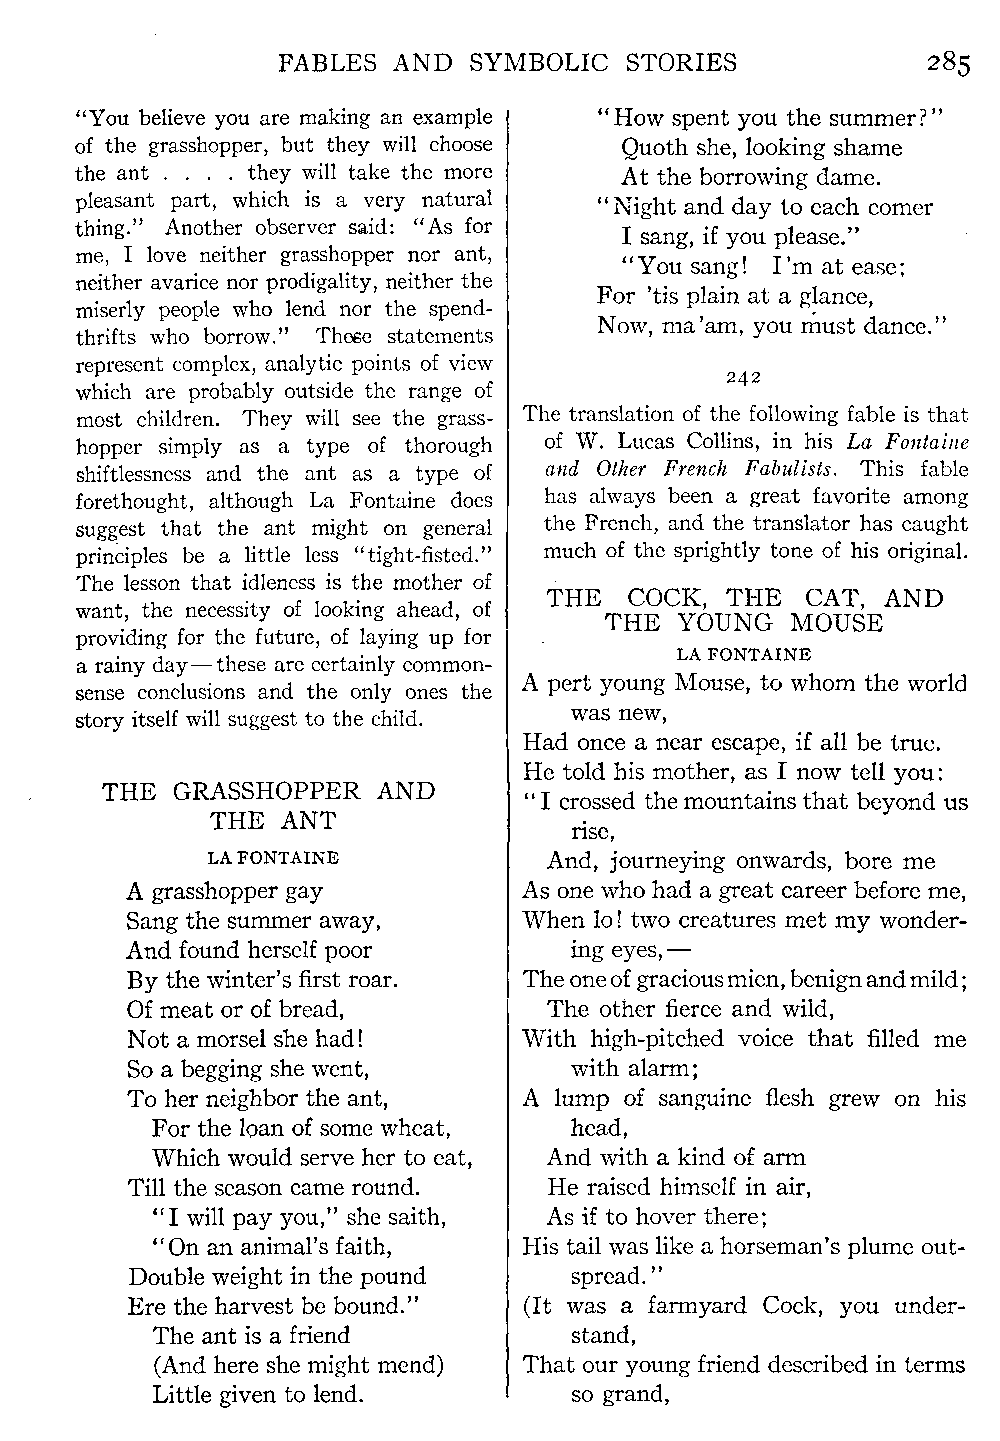 FABLES AND SYMBOLIC STORIES 285
"You believe you are making an example
of the grasshopper, but they will choose
the ant . . . . they will take the more
pleasant part, which is a very natural
thing." Another observer said: "As for
me, I love neither grasshopper nor ant,
neither avarice nor prodigality, neither the
miserly people who lend nor the spend-
thrifts who borrow." These statements
represent complex, analytic points of view
which are probably outside the range of
most children. They will see the grass-
hopper simply as a type of thorough
shiftlessness and the ant as a type of
forethought, although La Fontaine does
suggest that the ant might on general
principles be a little less "tight-fisted."
The lesson that idleness is the mother of
want, the necessity of looking ahead, of
providing for the future, of laying up for
a rainy day—these are certainly common-
sense conclusions and the only ones the
story itself will suggest to the child.
THE GRASSHOPPER AND
THE ANT
LA FONTAINE
A grasshopper gay
Sang the summer away,
And found herself poor
By the winter's first roar.
Of meat or of bread,
Not a morsel she had!
So a begging she went,
To her neighbor the ant,
For the loan of some wheat,
Which would serve her to eat,
Till the season came round.
"I will pay you," she saith,
"On an animal's faith,
Double weight in the pound
Ere the harvest be bound."
The ant is a friend
(And here she might mend)
Little given to lend.
"How spent you the summer?"
Quoth she, looking shame
At the borrowing dame.
"Night and day to each comer
I sang, if you please."
"You sang! I'm at ease;
For 'tis plain at a glance,
Now, ma'am, you must dance."
242
The translation of the following fable is that
of W. Lucas Collins, in his La Fontaine
and Other French Fabulists. This fable
has always been a great favorite among
the French, and the translator has caught
much of the sprightly tone of his original.
THE COCK, THE CAT, AND
THE YOUNG MOUSE
LA FONTAINE
A pert young Mouse, to whom the world
was new,
Had once a near escape, if all be true.
He told his mother, as I now tell you:
"I crossed the mountains that beyond us
rise,
And, journeying onwards, bore me
As one who had a great career before me,
When lo! two creatures met my wonder-
ing eyes,—
The one of gracious mien, benign and mild;
The other fierce and wild,
With high-pitched voice that filled me
with alarm;
A lump of sanguine flesh grew on his
head,
And with a kind of arm
He raised himself in air,
As if to hover there;
His tail was like a horseman's plume out-
spread."
(It was a farmyard Cock, you under-
stand,
That our young friend described in terms
so grand,